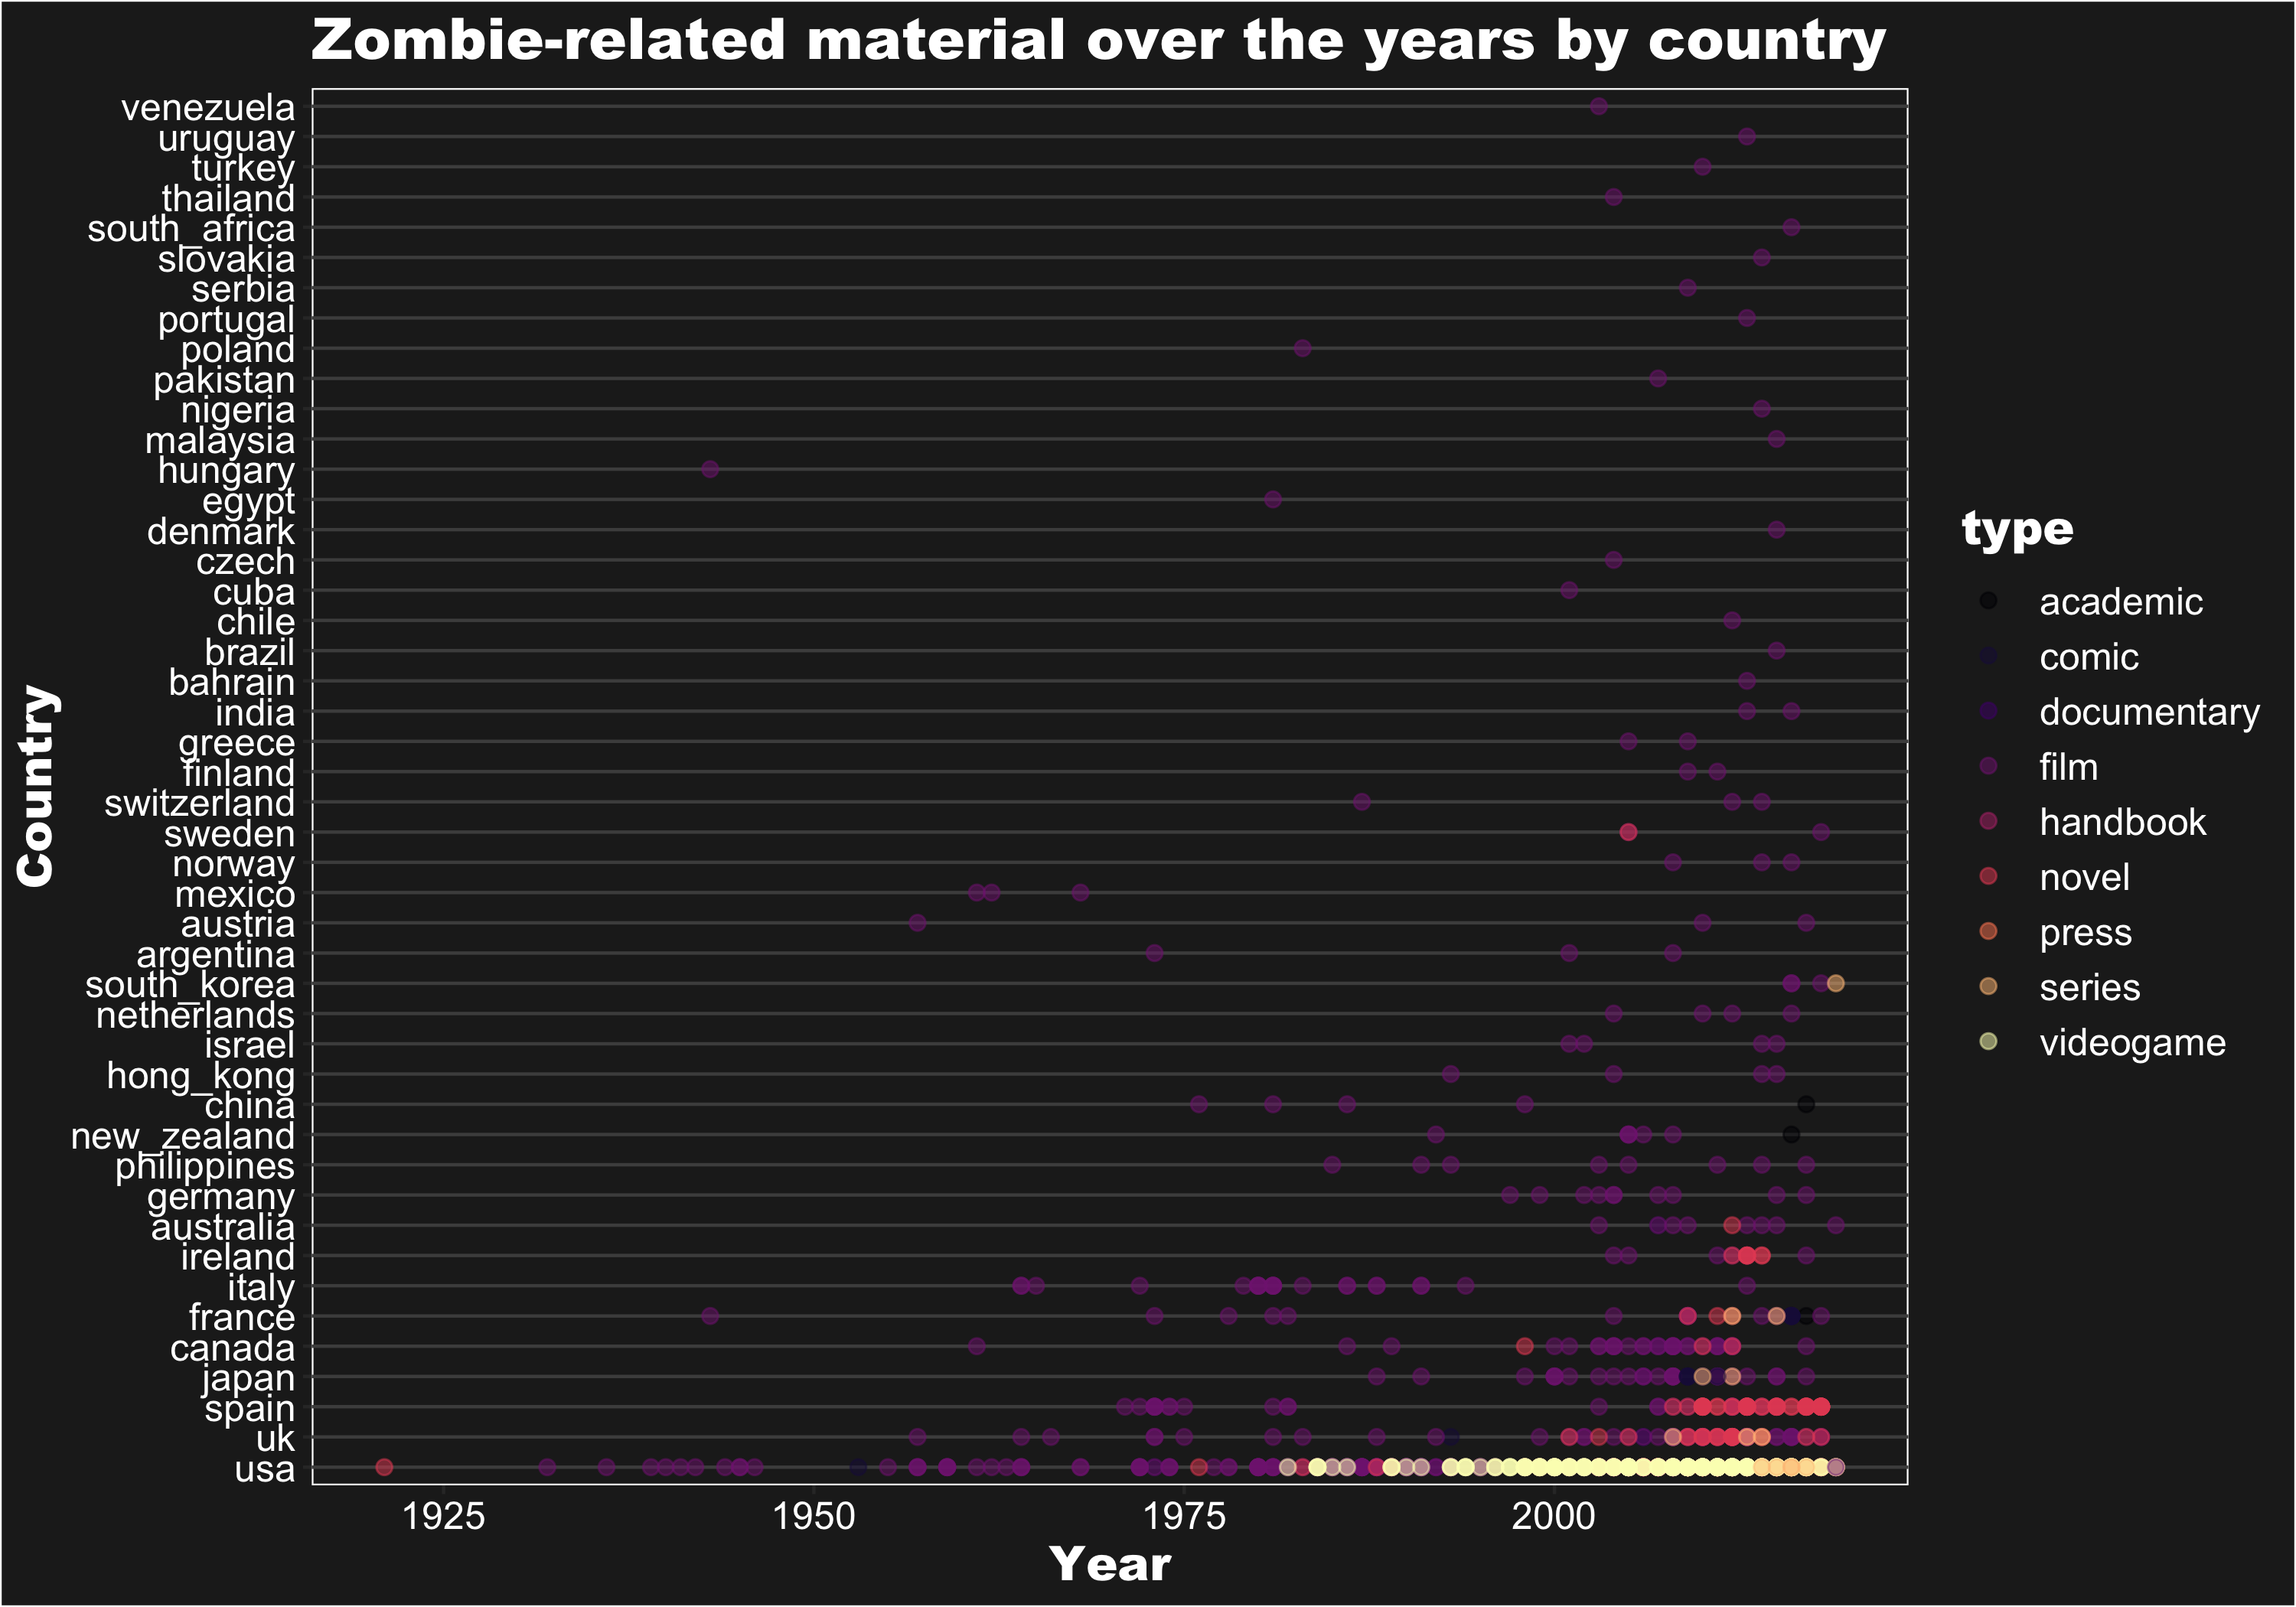 Zombie-related material over the years by country
venezuela
uruguay
turkey
thailand
south_africa
slovakia
serbia
portugal
poland
pakistan
nigeria
malaysia
hungary
egypt
denmark
czech
cuba
chile
brazil
bahrain
india
greece
finland
switzerland
sweden
norway
mexico
austria
argentina
south_korea
netherlands
israel
hong_kong
china
new_zealand
philippines
germany
australia
ireland
italy
france
canada
japan
spain
uk
usa
Country
1925 1950 1975 2000
Year
type
academic
comic
documentary
film
handbook
novel
press
series
videogame